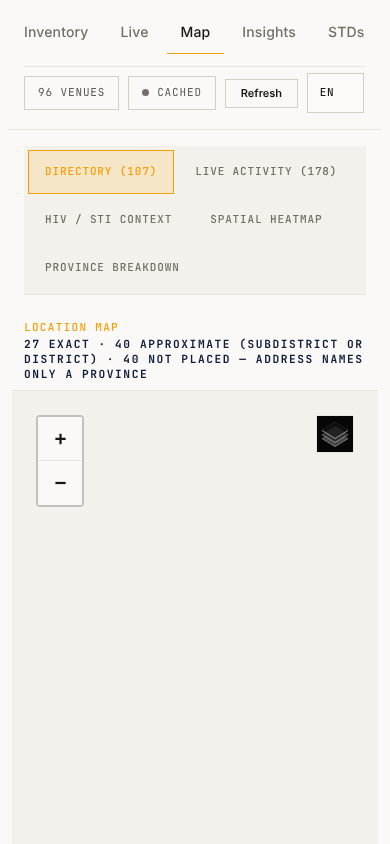 Inventory Live Map Insights STDs
96 VENUES CACHED Refresh EN
DIRECTORY (107) LIVE ACTIVITY (178)
HIV / STI CONTEXT SPATIAL HEATMAP
PROVINCE BREAKDOWN
LOCATION MAP
27 EXACT · 40 APPROXIMATE (SUBDISTRICT OR
DISTRICT) · 40 NOT PLACED — ADDRESS NAMES
ONLY A PROVINCE
+
−